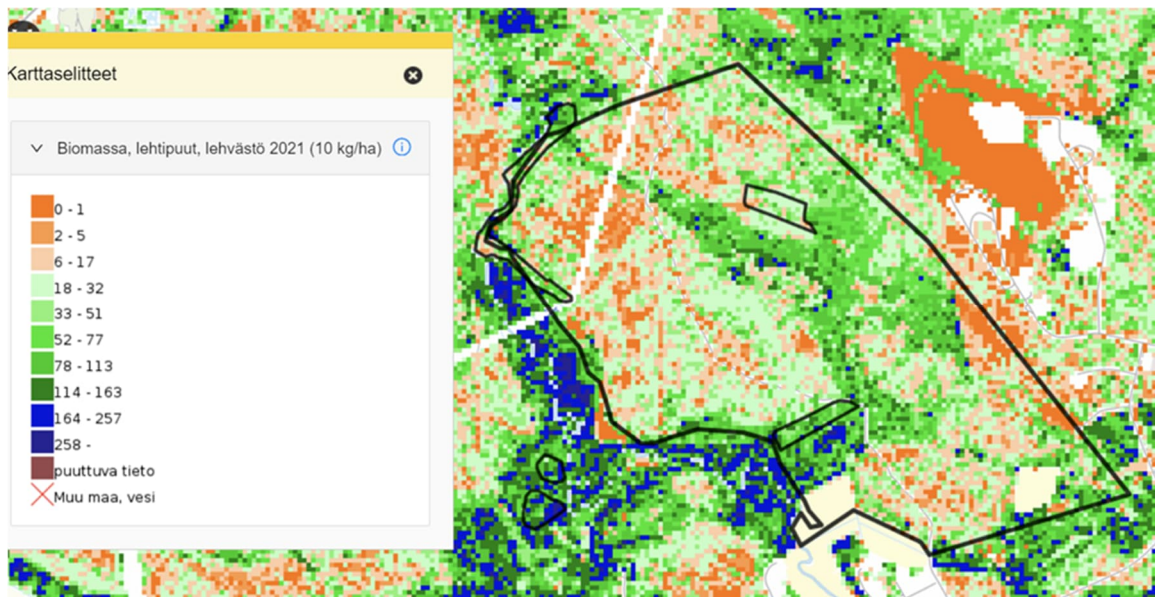 Karttaselitteet
Biomassa, lehtipuut, lehvästö 2021 (10 kg/ha)
0 - 1
2 - 5
6 - 17
18 - 32
33 - 51
52 - 77
78 - 113
114 - 163
164 - 257
258 -
puuttuva tieto
Muu maa, vesi